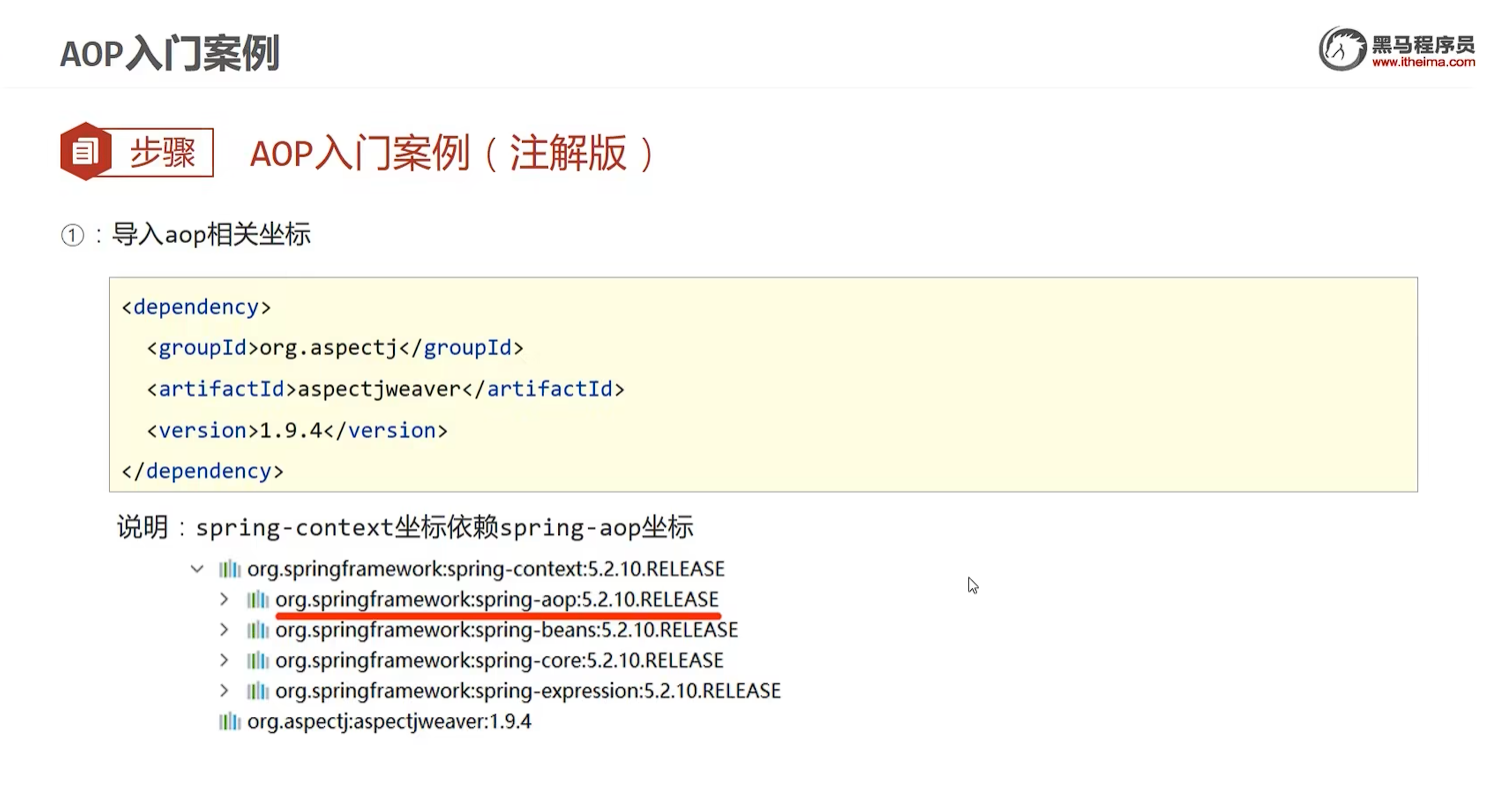 AOP入门案例
黑马程序员
www.itheima.com
步骤
AOP入门案例（注解版）
①：导入aop相关坐标
<dependency>
<groupId>org.aspectj</groupId>
<artifactId>aspectjweaver</artifactId>
<version>1.9.4</version>
</dependency>
说明：spring-context坐标依赖spring-aop坐标
org.springframework:spring-context:5.2.10.RELEASE
org.springframework:spring-aop:5.2.10.RELEASE
org.springframework:spring-beans:5.2.10.RELEASE
org.springframework:spring-core:5.2.10.RELEASE
org.springframework:spring-expression:5.2.10.RELEASE
org.aspectj:aspectjweaver:1.9.4